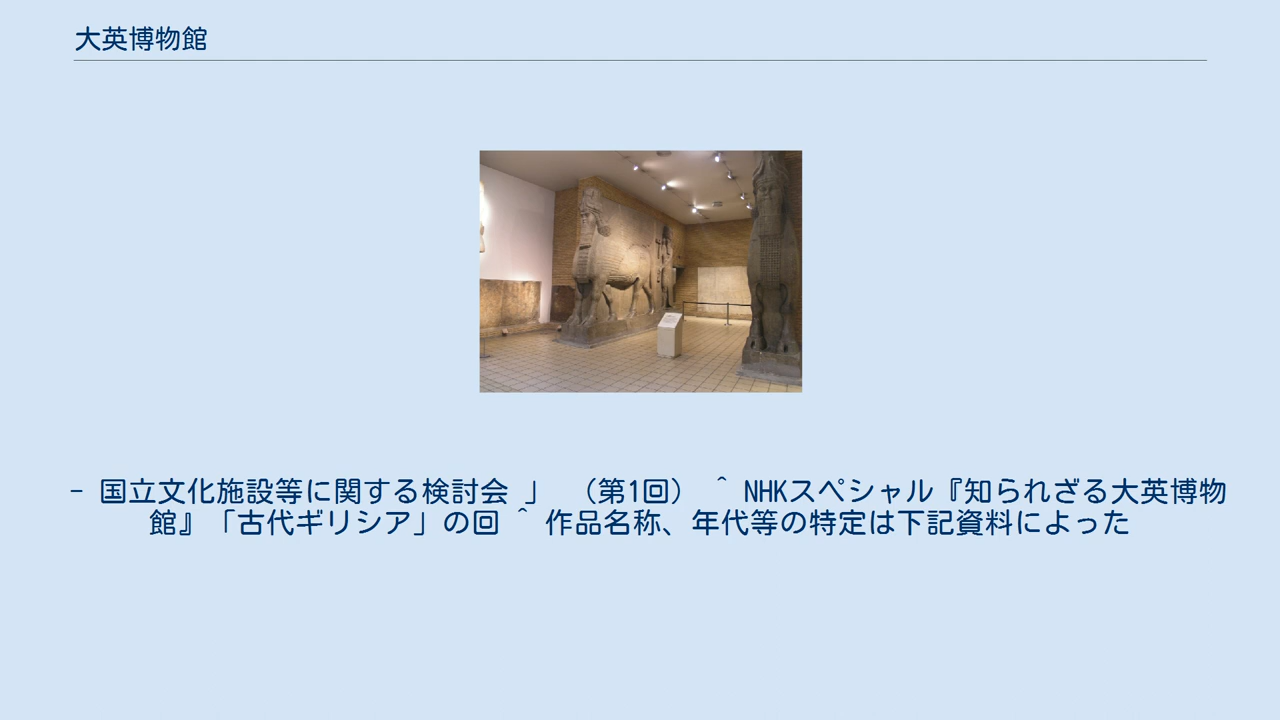 大英博物館
- 国立文化施設等に関する検討会 」 （第1回） ^ NHKスペシャル『知られざる大英博物
館』「古代ギリシア」の回 ^ 作品名称、年代等の特定は下記資料によった